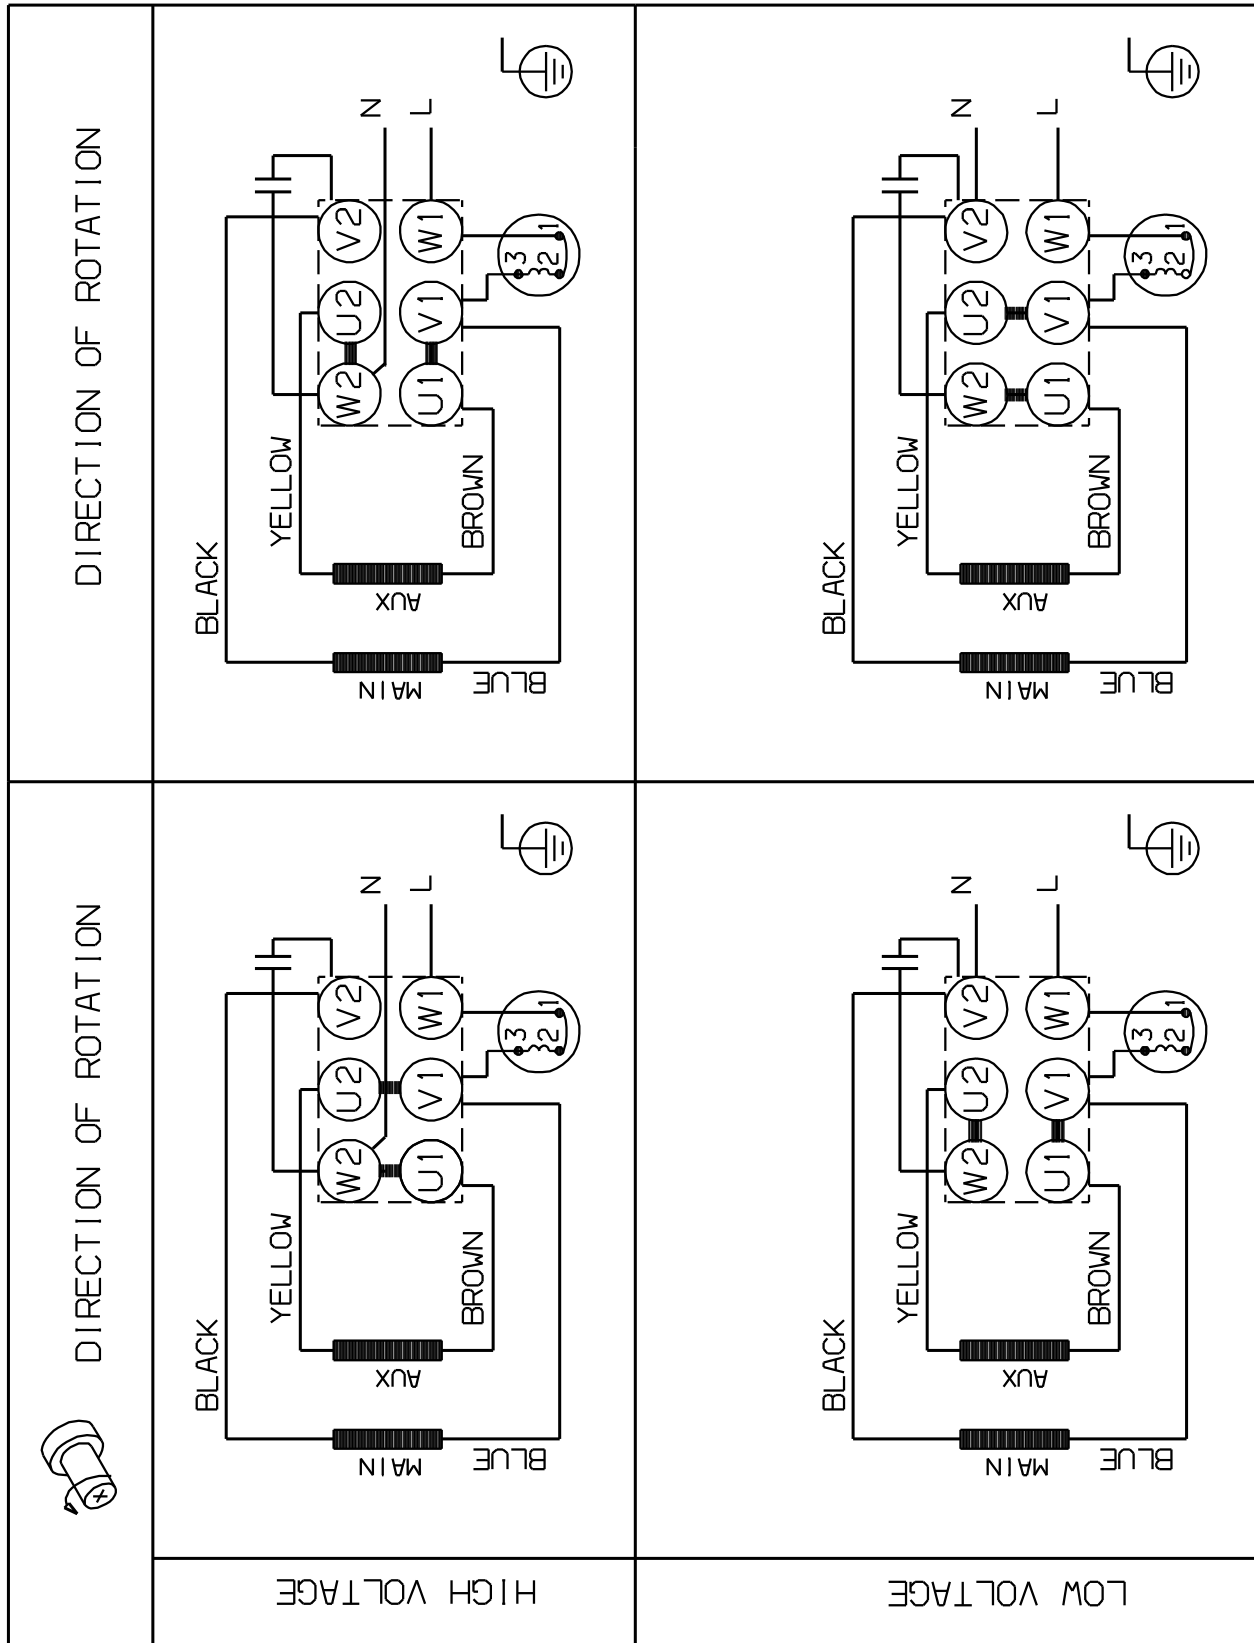 DIRECTION OF ROTATION
DIRECTION OF ROTATION
HIGH VOLTAGE
BLACK
YELLOW
BROWN
BLUE
MAIN
AUX
W2
U2
V2
U1
V1
W1
N
L
3
2
1
BLACK
YELLOW
BROWN
BLUE
MAIN
AUX
W2
U2
V2
U1
V1
W1
N
L
3
2
1
LOW VOLTAGE
BLACK
YELLOW
BROWN
BLUE
MAIN
AUX
W2
U2
V2
U1
V1
W1
N
L
3
2
1
BLACK
YELLOW
BROWN
BLUE
MAIN
AUX
W2
U2
V2
U1
V1
W1
N
L
3
2
1